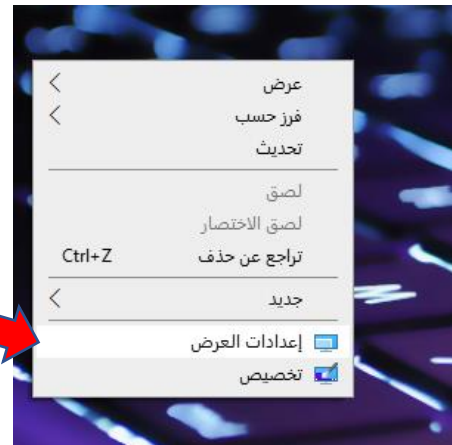 عرض
فرز حسب
تحديث
لصق
لصق الاختصار
تراجع عن حذف Ctrl+Z
جديد
إعدادات العرض
تخصيص